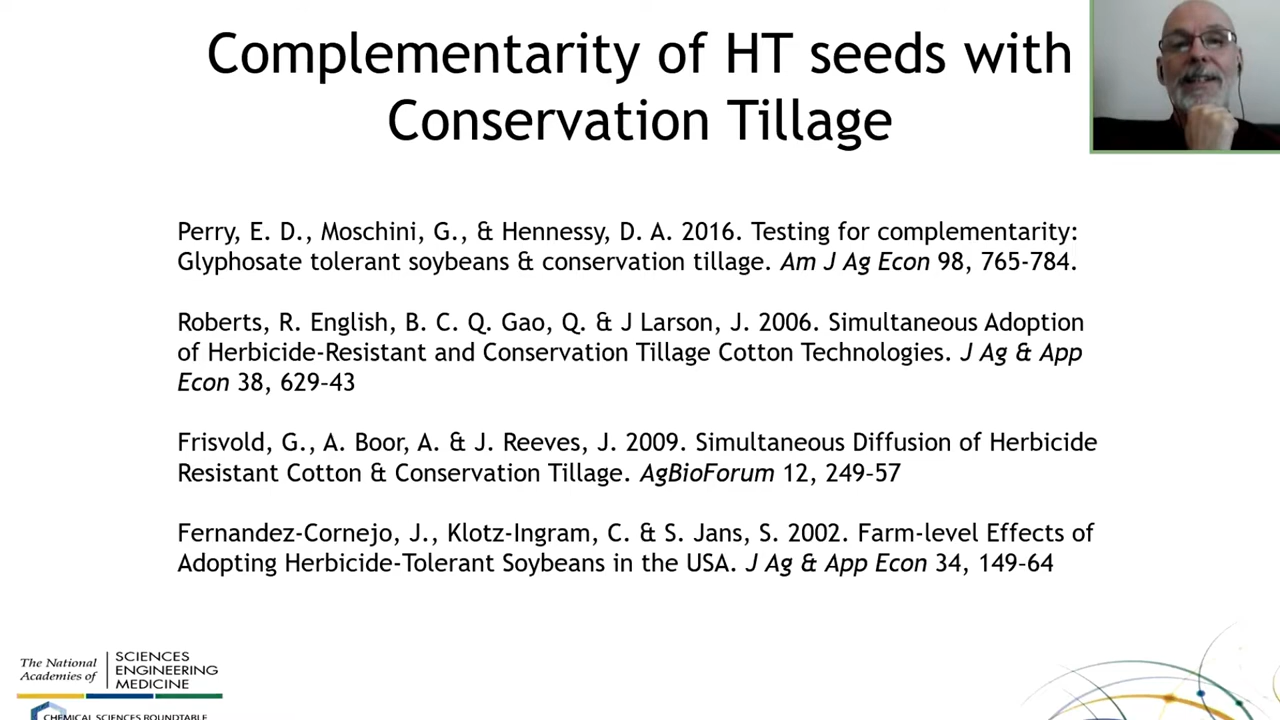 Complementarity of HT seeds with
Conservation Tillage
Perry, E. D., Moschini, G., & Hennessy, D. A. 2016. Testing for complementarity:
Glyphosate tolerant soybeans & conservation tillage. Am J Ag Econ 98, 765-784.
Roberts, R. English, B. C. Q. Gao, Q. & J Larson, J. 2006. Simultaneous Adoption
of Herbicide-Resistant and Conservation Tillage Cotton Technologies. J Ag & App
Econ 38, 629–43
Frisvold, G., A. Boor, A. & J. Reeves, J. 2009. Simultaneous Diffusion of Herbicide
Resistant Cotton & Conservation Tillage. AgBioForum 12, 249–57
Fernandez-Cornejo, J., Klotz-Ingram, C. & S. Jans, S. 2002. Farm-level Effects of
Adopting Herbicide-Tolerant Soybeans in the USA. J Ag & App Econ 34, 149–64
The National
Academies of
SCIENCES
ENGINEERING
MEDICINE
CHEMICAL SCIENCES ROUNDTABLE